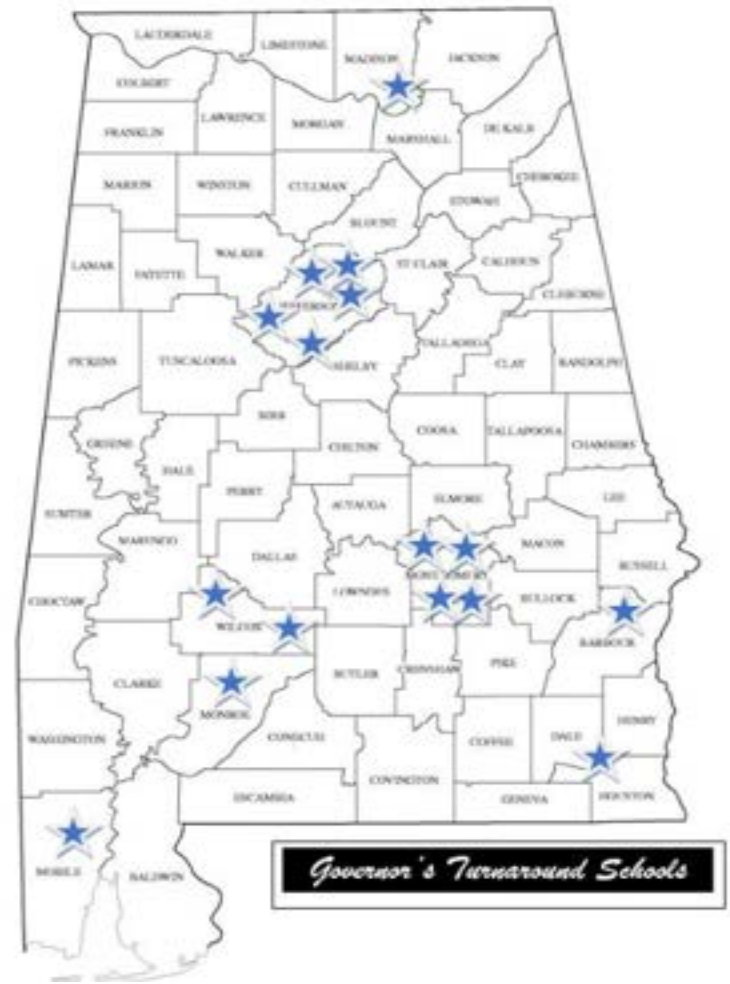 LAUDERDALE
LIMESTONE
MADISON
JACKSON
COLBERT
LAWRENCE
MORGAN
FRANKLIN
MARSHALL
DE KALB
MARION
WINSTON
CULLMAN
CHEROKEE
ETOWAH
BLOUNT
WALKER
ST CLAIR
CALHOUN
LAMAR
FAYETTE
CLEBURNE
JEFFERSON
TALLADEGA
PICKENS
TUSCALOOSA
SHELBY
CLAY
RANDOLPH
BIBB
GREENE
CHILTON
COOSA
TALLAPOOSA
CHAMBERS
HALE
PERRY
AUTAUGA
ELMORE
LEE
SUMTER
MARENGO
DALLAS
MACON
RUSSELL
MONTGOMERY
CHOCTAW
LOWNDES
BULLOCK
WILCOX
BARBOUR
CLARKE
BUTLER
CRENSHAW
PIKE
MONROE
HENRY
WASHINGTON
CONECUH
COFFEE
DALE
COVINGTON
ESCAMBIA
GENEVA
HOUSTON
MOBILE
BALDWIN
Governor's Turnaround Schools